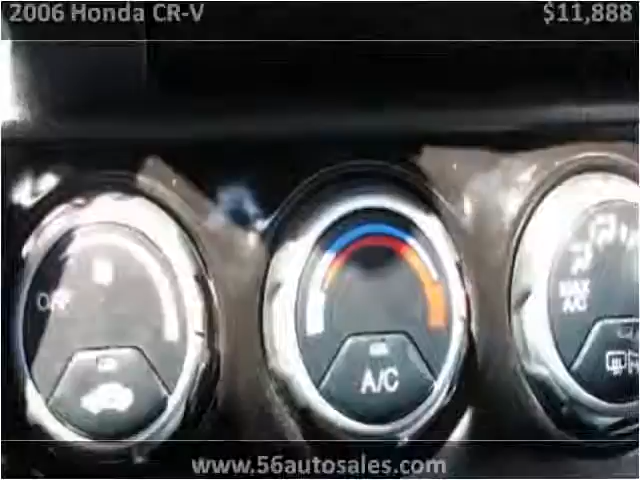 2006 Honda CR-V
$11,888
OFF
A/C
MAX
A/C
www.56autosales.com